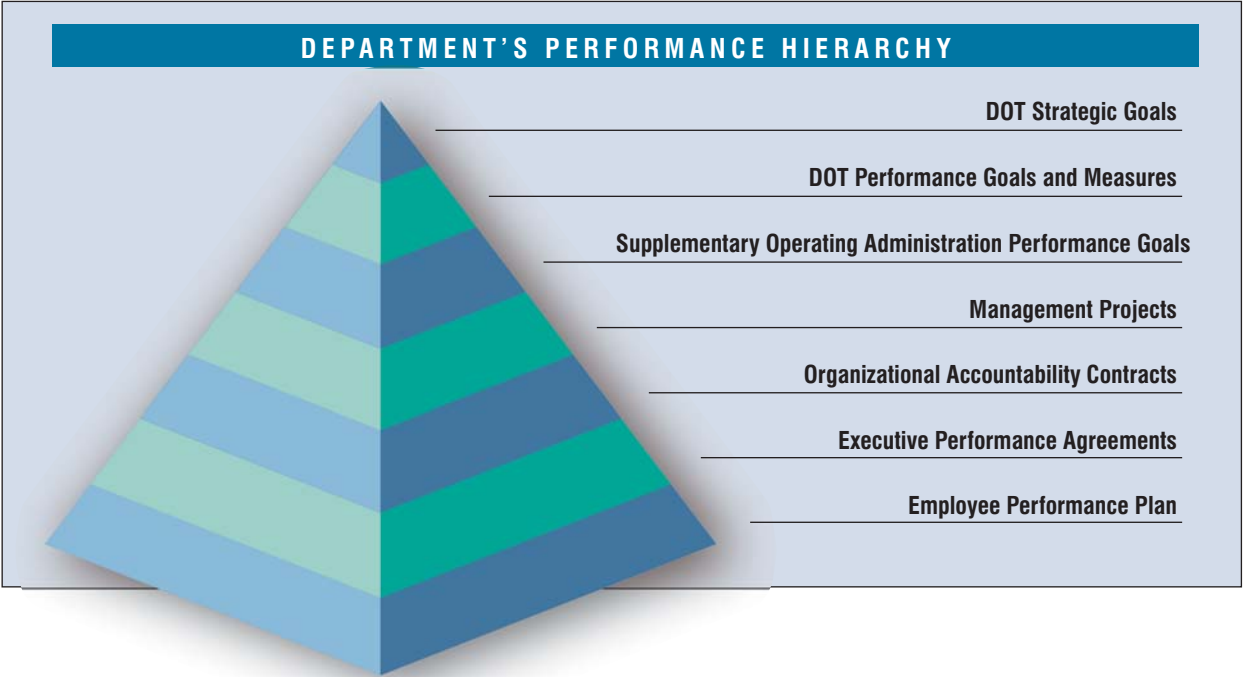 DEPARTMENT'S PERFORMANCE HIERARCHY
DOT Strategic Goals
DOT Performance Goals and Measures
Supplementary Operating Administration Performance Goals
Management Projects
Organizational Accountability Contracts
Executive Performance Agreements
Employee Performance Plan